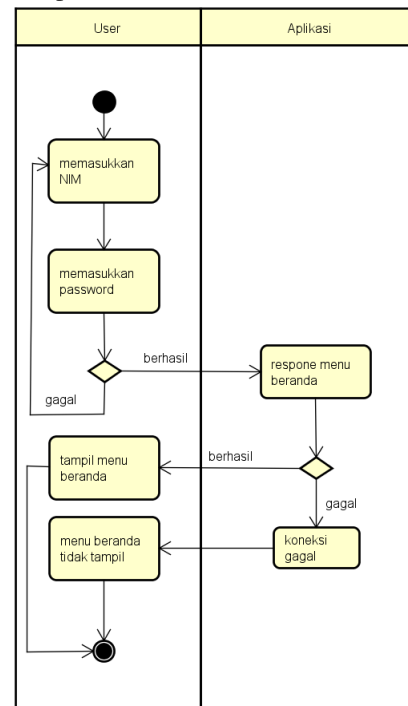 User
Aplikasi
memasukkan
NIM
memasukkan
password
berhasil
respone menu
beranda
gagal
tampil menu
beranda
berhasil
gagal
menu beranda
tidak tampil
koneksi
gagal